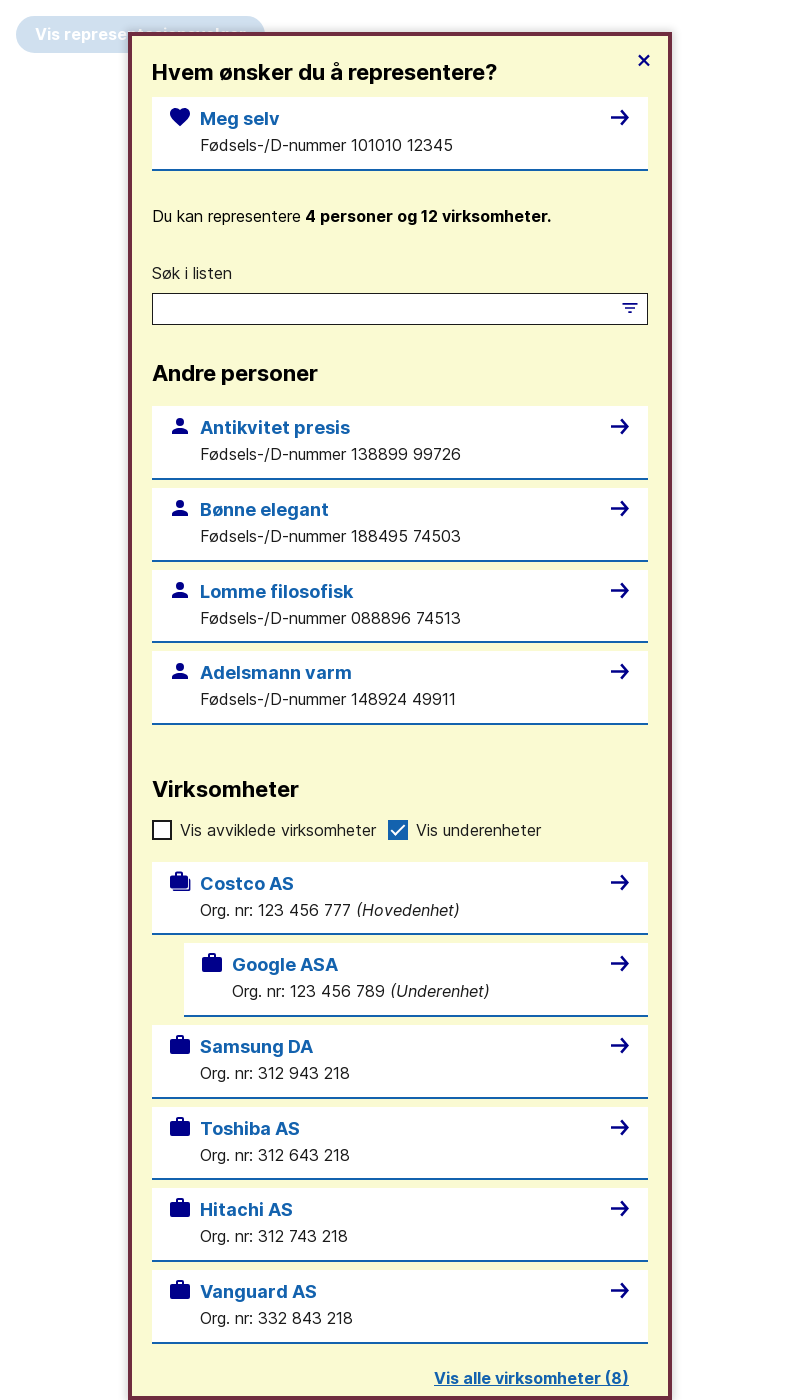 Vis
Hvem ønsker du å representere?
Meg selv
Fødsels-/D-nummer 101010 12345
Du kan representere 4 personer og 12 virksomheter.
Søk i listen
Andre personer
Antikvitet presis
Fødsels-/D-nummer 138899 99726
Bønne elegant
Fødsels-/D-nummer 188495 74503
Lomme filosofisk
Fødsels-/D-nummer 088896 74513
Adelsmann varm
Fødsels-/D-nummer 148924 49911
Virksomheter
Vis avviklede virksomheter Vis underenheter
Costco AS
Org. nr: 123 456 777 (Hovedenhet)
Google ASA
Org. nr: 123 456 789 (Underenhet)
Samsung DA
Org. nr: 312 943 218
Toshiba AS
Org. nr: 312 643 218
Hitachi AS
Org. nr: 312 743 218
Vanguard AS
Org. nr: 332 843 218
Vis alle virksomheter (8)